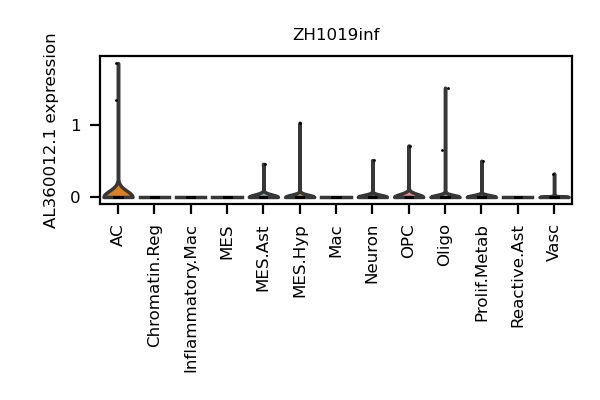 ZH1019inf
AL360012.1 expression
1
0
AC
Chromatin.Reg
Inflammatory.Mac
MES
MES.Ast
MES.Hyp
Mac
Neuron
OPC
Oligo
Prolif.Metab
Reactive.Ast
Vasc